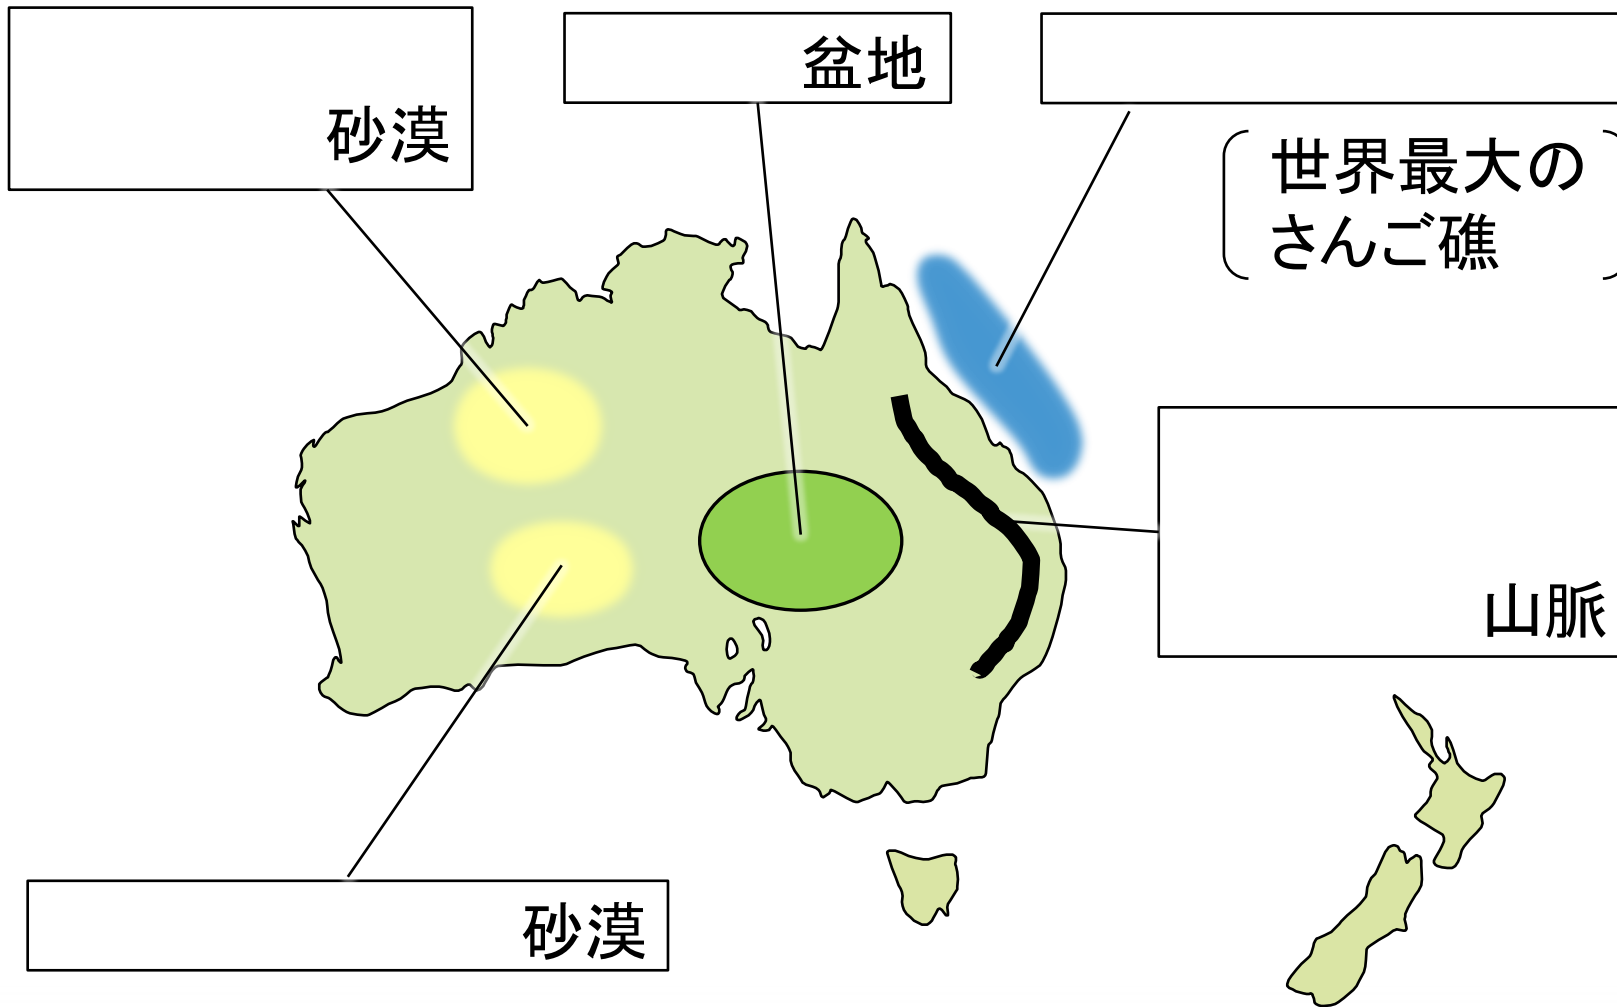 砂漠
盆地
世界最大の
さんご礁
山脈
砂漠